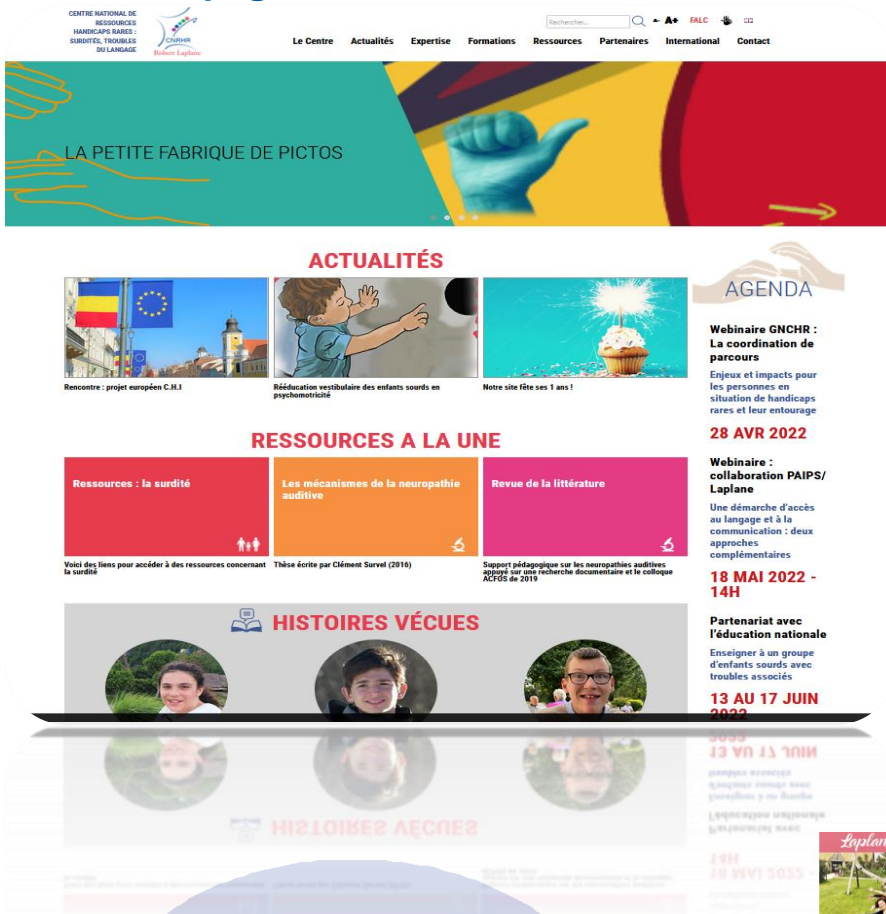 CENTRE NATIONAL DE
RESSOURCES
HANDICAPS RARES :
SURDITÉS, TROUBLES
DU LANGAGE
CNRHR
Robert Laplane
Rechercher...
A+
FALC
Le Centre
Actualités
Expertise
Formations
Ressources
Partenaires
International
Contact
LA PETITE FABRIQUE DE PICTOS
ACTUALITÉS
Rencontre : projet européen C.H.I
Rééducation vestibulaire des enfants sourds en
psychomotricité
Notre site fête ses 1 ans !
RESSOURCES A LA UNE
Ressources : la surdité
Voici des liens pour accéder à des ressources concernant
la surdité
Les mécanismes de la neuropathie
auditive
Thèse écrite par Clément Survel (2016)
Revue de la littérature
Support pédagogique sur les neuropathies auditives
appuyé sur une recherche documentaire et le colloque
ACFOS de 2019
HISTOIRES VÉCUES
AGENDA
Webinaire GNCHR :
La coordination de
parcours
Enjeux et impacts pour
les personnes en
situation de handicaps
rares et leur entourage
28 AVR 2022
Webinaire :
collaboration PAIPS/
Laplane
Une démarche d'accès
au langage et à la
communication : deux
approches
complémentaires
18 MAI 2022 -
14H
Partenariat avec
l'éducation nationale
Enseigner à un groupe
d'enfants sourds avec
troubles associés
13 AU 17 JUIN
2022